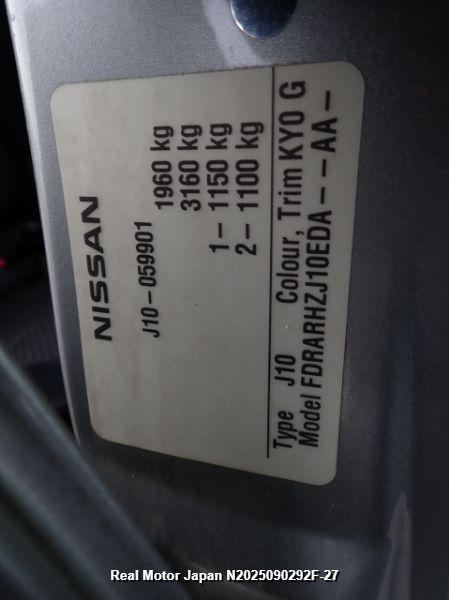 NISSAN
J10-059901
1960 kg
3160 kg
1- 1150 kg
2- 1100 kg
Type J10 Colour, Trim KY0 G
Model FDRARHZJ10EDA--AA-
Real Motor Japan N2025090292F-27